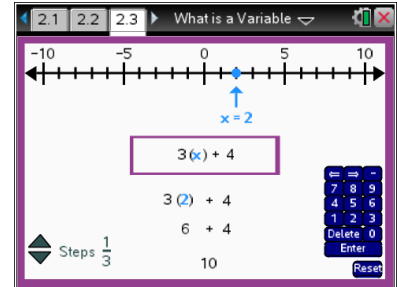 2.1 2.2 2.3 What is a Variable
-10 -5 0 5 10
x = 2
3(x) + 4
3(2) + 4
6 + 4
10
Steps 1/3
⇐ ⇒ -
7 8 9
4 5 6
1 2 3
Delete 0
Enter
Reset